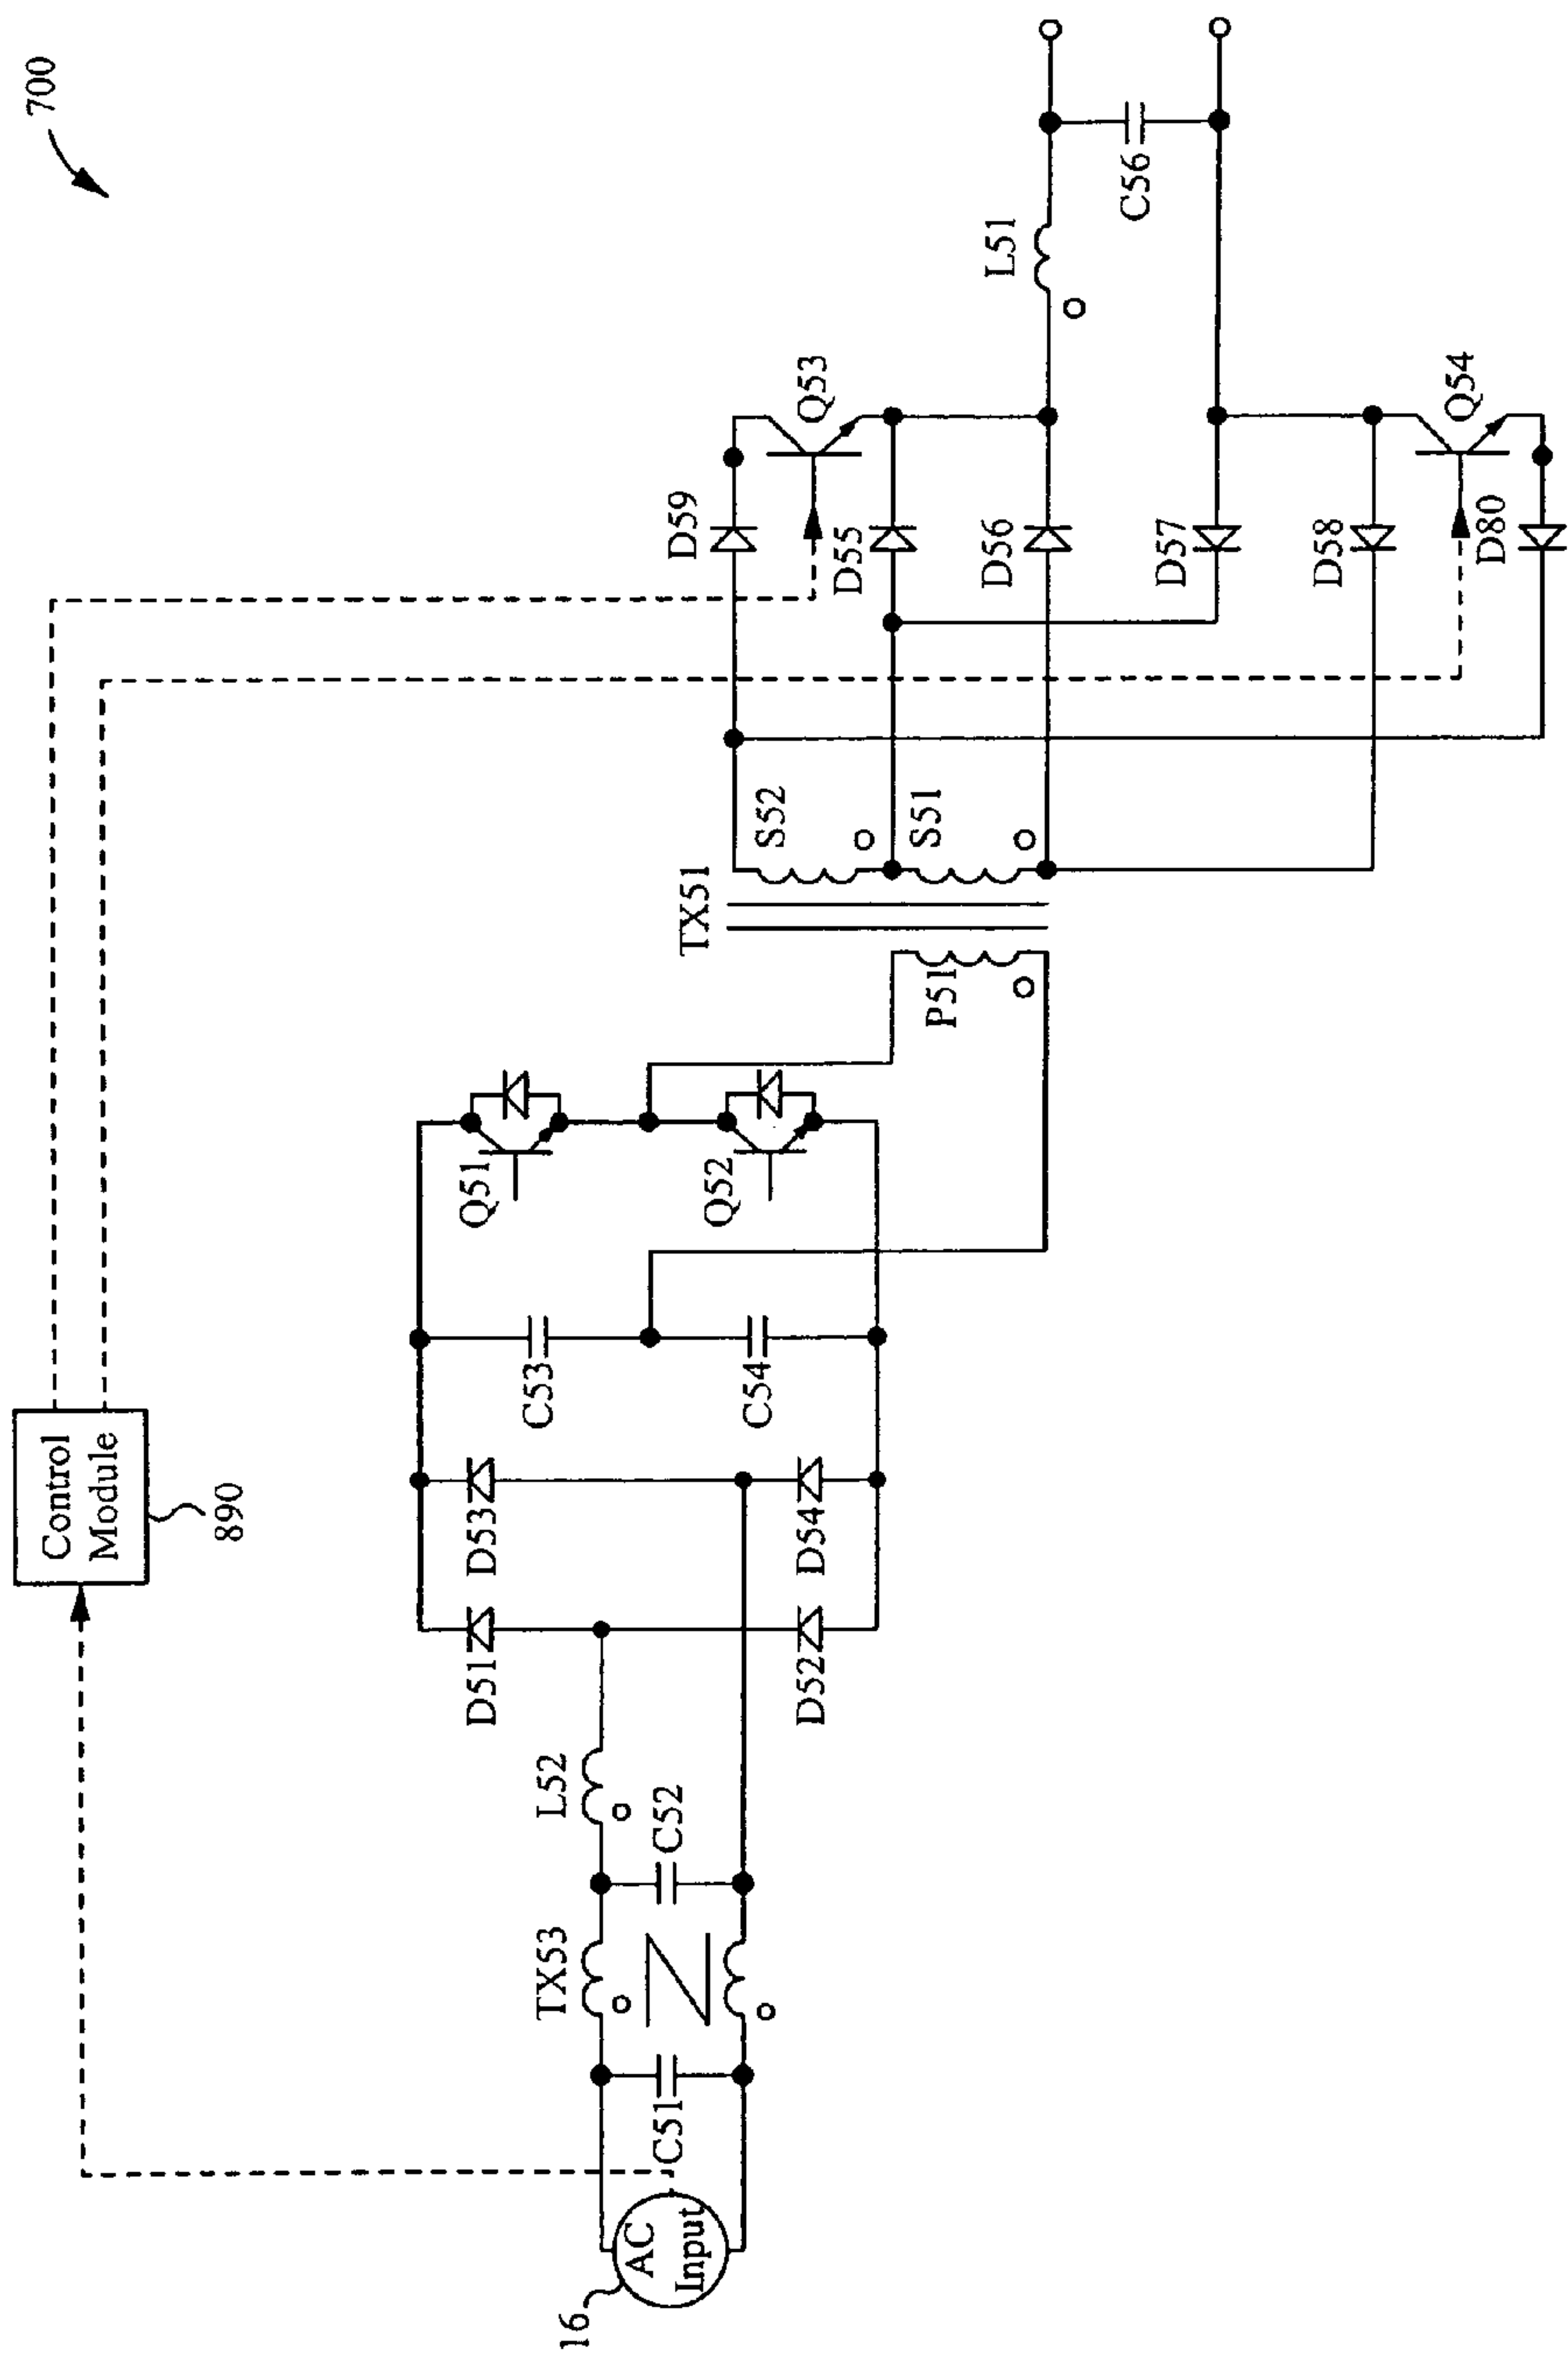 700
Control
Module
890
16
AC
Input
C51
TX53
C52
L52
D51
D52
D53
D54
C53
C54
Q51
Q52
P51
TX51
S52
S51
D59
D55
D56
D57
D58
D80
Q53
Q54
L51
C56